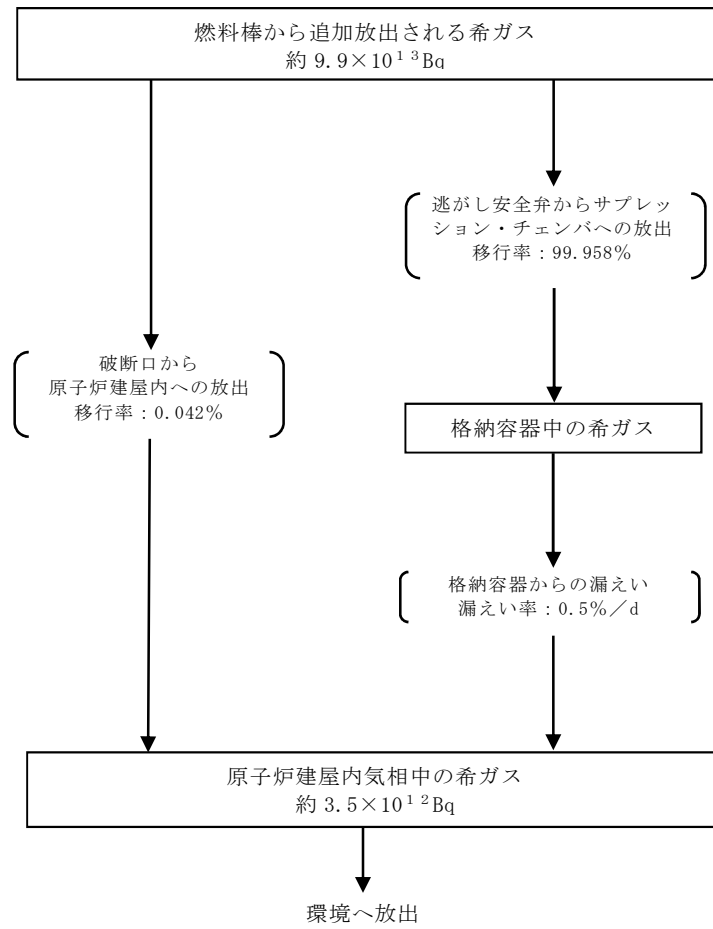 燃料棒から追加放出される希ガス
約 9.9×10¹³Bq
逃がし安全弁からサプレッ
ション・チェンバへの放出
移行率：99.958％
破断口から
原子炉建屋内への放出
移行率：0.042％
格納容器中の希ガス
格納容器からの漏えい
漏えい率：0.5％／d
原子炉建屋内気相中の希ガス
約 3.5×10¹²Bq
環境へ放出